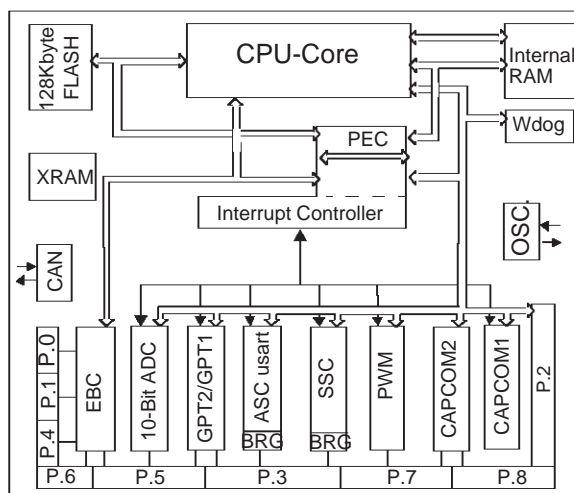 128Kbyte
FLASH
CPU-Core
Internal
RAM
Wdog
PEC
XRAM
Interrupt Controller
OSC.
CAN
P.0
P.1
P.4
EBC
10-Bit ADC
GPT2/GPT1
ASC usart
BRG
SSC
BRG
PWM
CAPCOM2
CAPCOM1
P.2
P.6
P.5
P.3
P.7
P.8